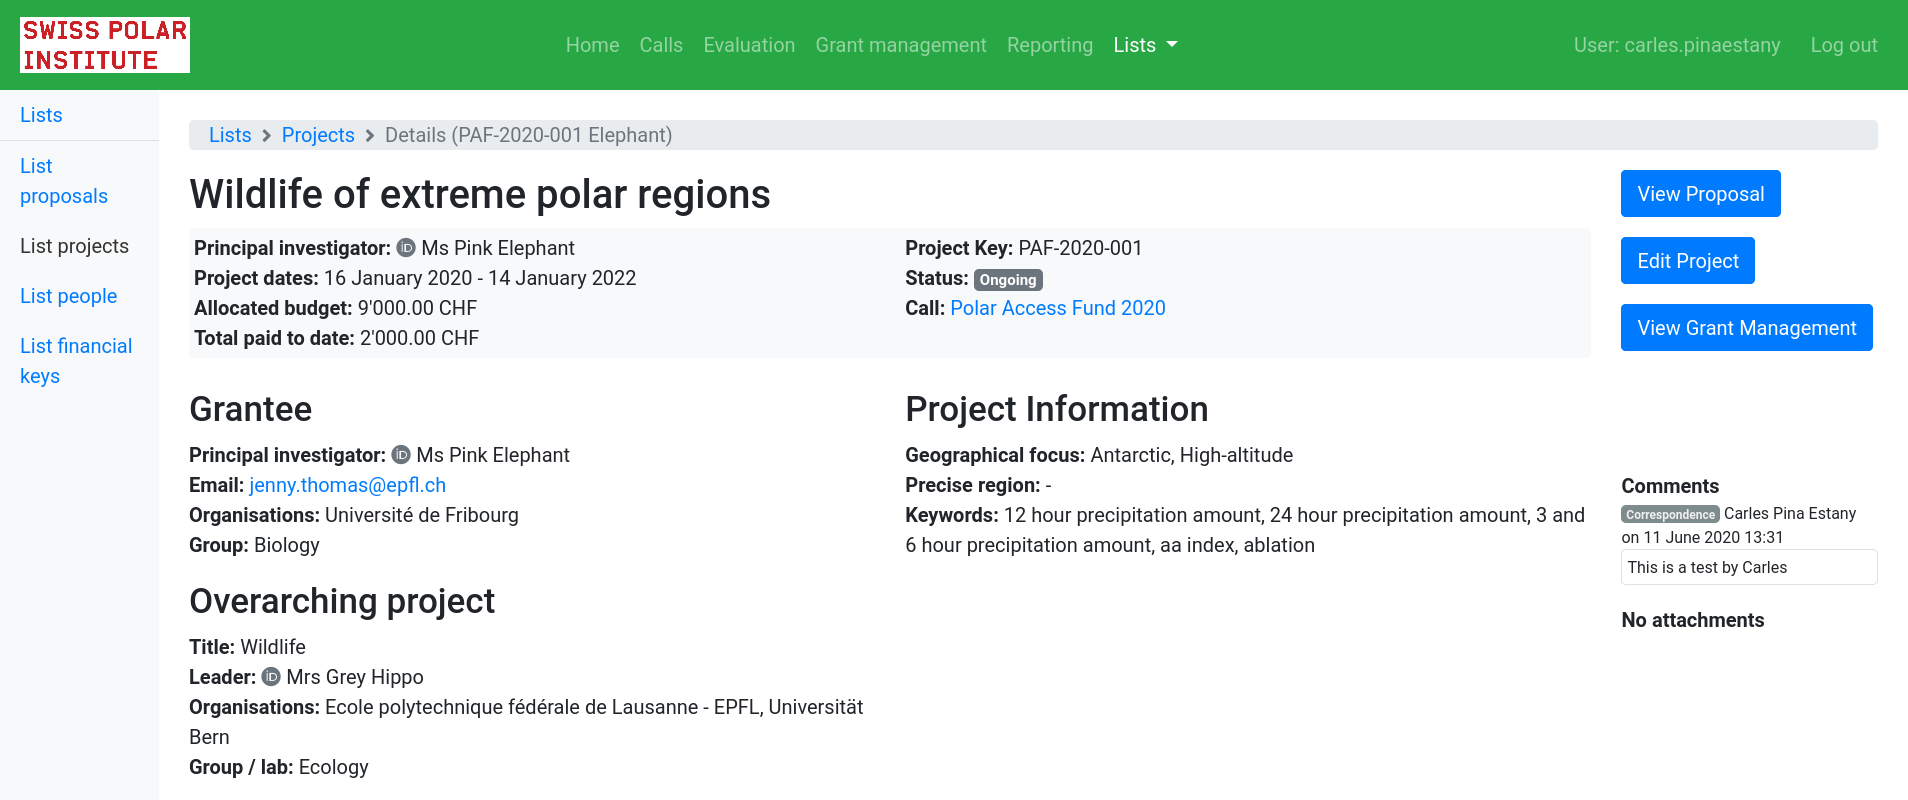 SWISS POLAR
INSTITUTE
Home Calls Evaluation Grant management Reporting Lists
User: carles.pinaestany Log out
Lists
List
proposals
List projects
List people
List financial
keys
Lists Projects Details (PAF-2020-001 Elephant)
Wildlife of extreme polar regions
Principal investigator: iD Ms Pink Elephant
Project dates: 16 January 2020 - 14 January 2022
Allocated budget: 9'000.00 CHF
Total paid to date: 2'000.00 CHF
Project Key: PAF-2020-001
Status: Ongoing
Call: Polar Access Fund 2020
View Proposal
Edit Project
View Grant Management
Grantee
Principal investigator: iD Ms Pink Elephant
Email: jenny.thomas@epfl.ch
Organisations: Université de Fribourg
Group: Biology
Project Information
Geographical focus: Antarctic, High-altitude
Precise region: -
Keywords: 12 hour precipitation amount, 24 hour precipitation amount, 3 and
6 hour precipitation amount, aa index, ablation
Overarching project
Title: Wildlife
Leader: iD Mrs Grey Hippo
Organisations: Ecole polytechnique fédérale de Lausanne - EPFL, Universität
Bern
Group / lab: Ecology
Comments
Correspondence Carles Pina Estany
on 11 June 2020 13:31
This is a test by Carles
No attachments